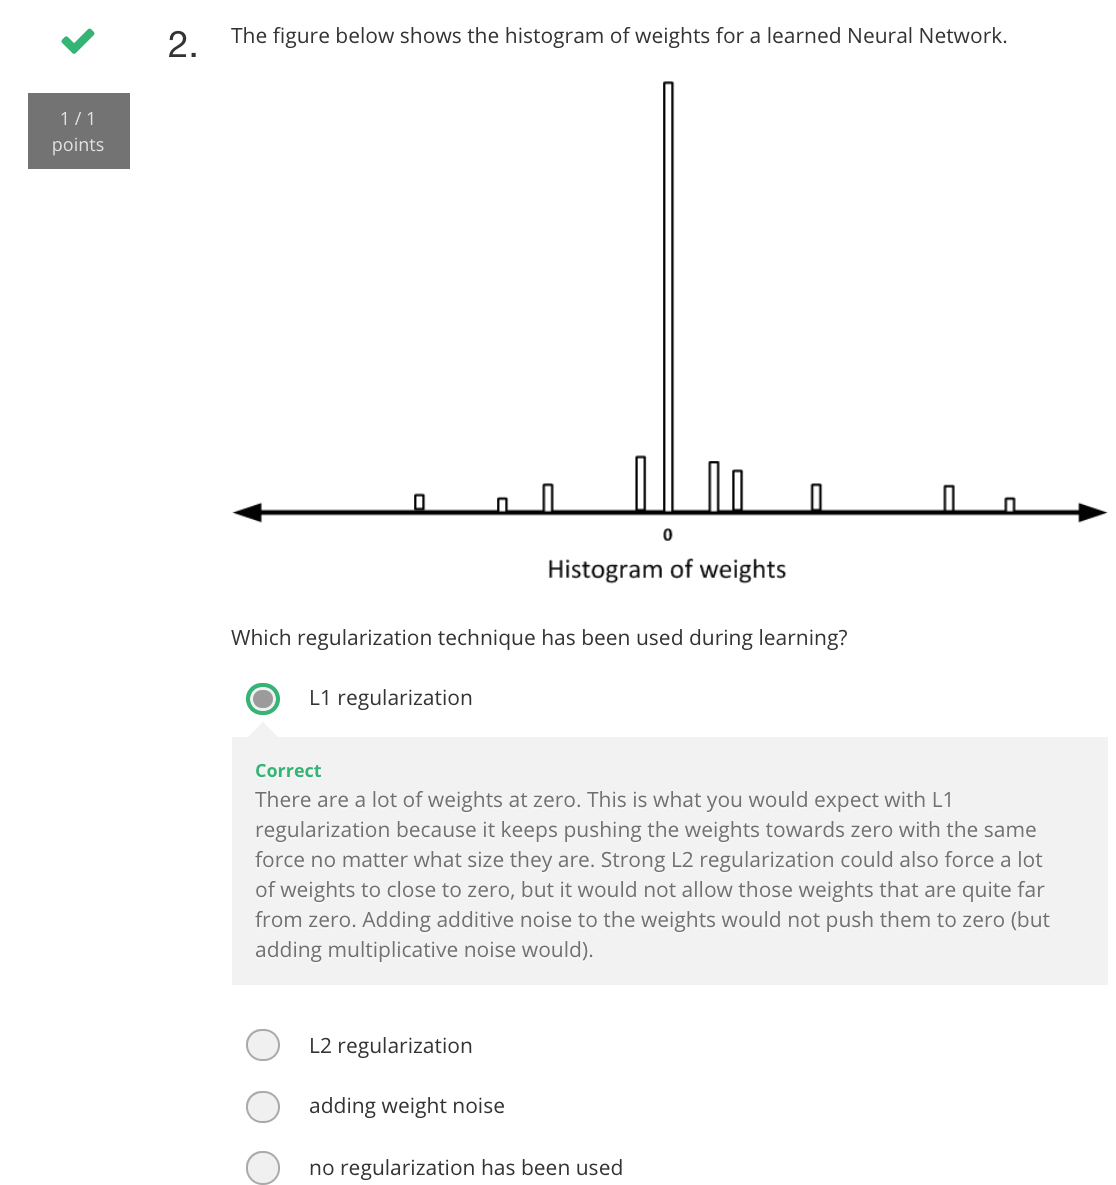 2. The figure below shows the histogram of weights for a learned Neural Network.
1 / 1
points
0
Histogram of weights
Which regularization technique has been used during learning?
L1 regularization
Correct
There are a lot of weights at zero. This is what you would expect with L1
regularization because it keeps pushing the weights towards zero with the same
force no matter what size they are. Strong L2 regularization could also force a lot
of weights to close to zero, but it would not allow those weights that are quite far
from zero. Adding additive noise to the weights would not push them to zero (but
adding multiplicative noise would).
L2 regularization
adding weight noise
no regularization has been used